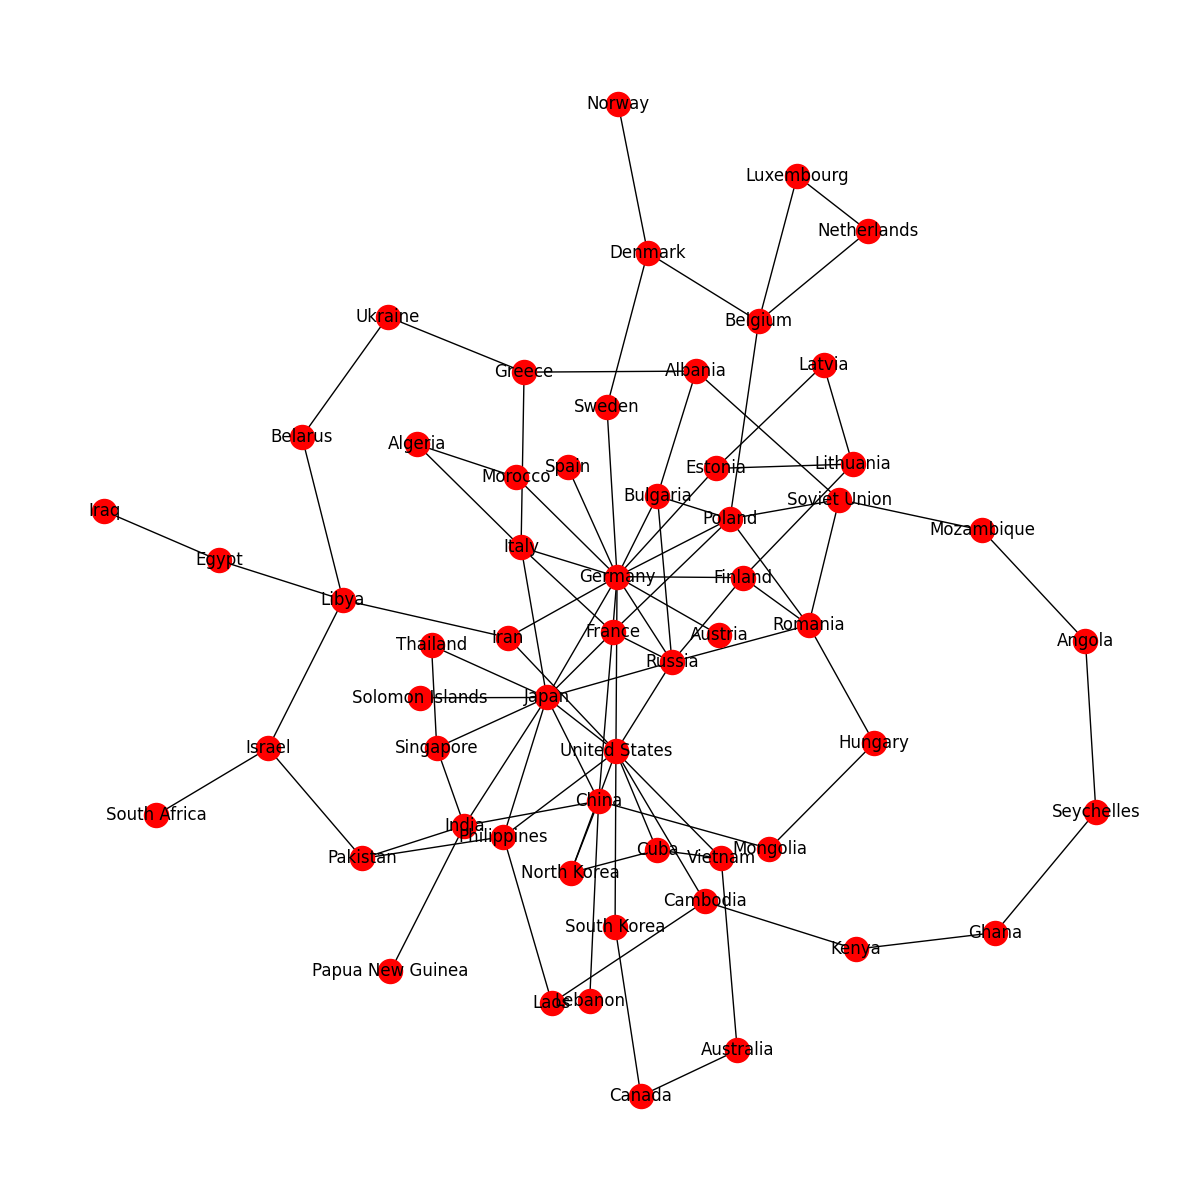 Norway
Luxembourg
Netherlands
Denmark
Ukraine
Belgium
Greece
Albania
Latvia
Sweden
Belarus
Algeria
Morocco
Spain
Estonia
Lithuania
Bulgaria
Soviet Union
Iraq
Poland
Mozambique
Egypt
Italy
Germany
Finland
Libya
Thailand
Iran
France
Austria
Romania
Angola
Russia
Solomon Islands
Japan
Israel
Singapore
United States
Hungary
South Africa
China
Seychelles
India
Philippines
Pakistan
North Korea
Cuba
Vietnam
Mongolia
Cambodia
South Korea
Ghana
Kenya
Papua New Guinea
Laos
Lebanon
Australia
Canada